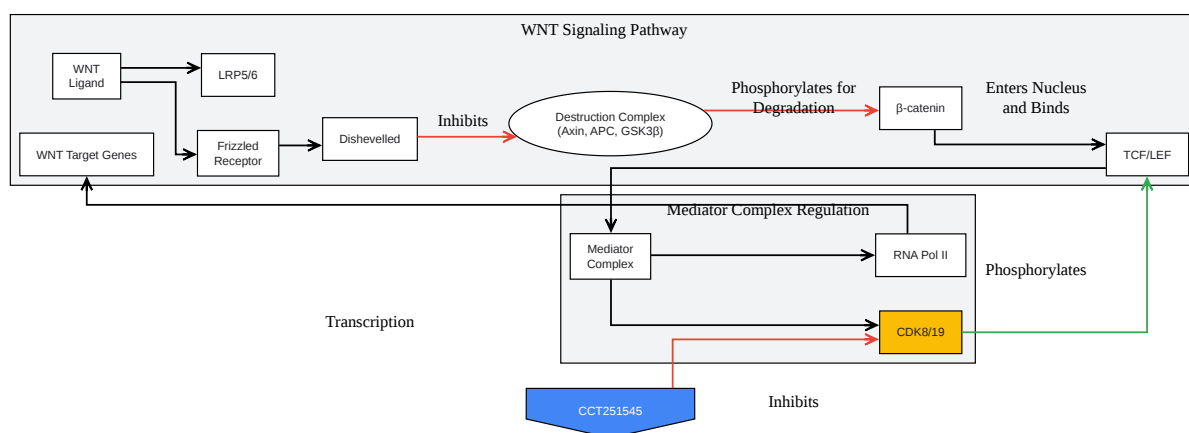 WNT Signaling Pathway
WNT
Ligand
LRP5/6
Inhibits
Destruction Complex
(Axin, APC, GSK3β)
Phosphorylates for
Degradation
β-catenin
Enters Nucleus
and Binds
WNT Target Genes
Frizzled
Receptor
Dishevelled
TCF/LEF
Mediator Complex Regulation
Mediator
Complex
RNA Pol II
Phosphorylates
Transcription
CDK8/19
CCT251545
Inhibits